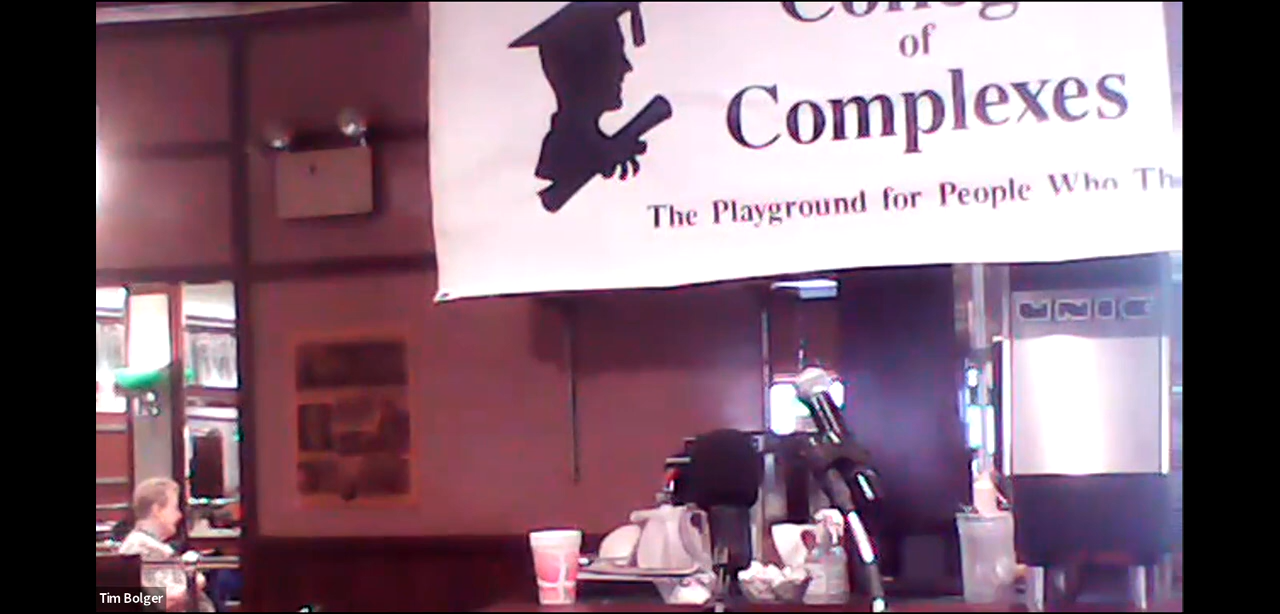 of
Complexes
The Playground for People Who
UNIC
Tim Bolger